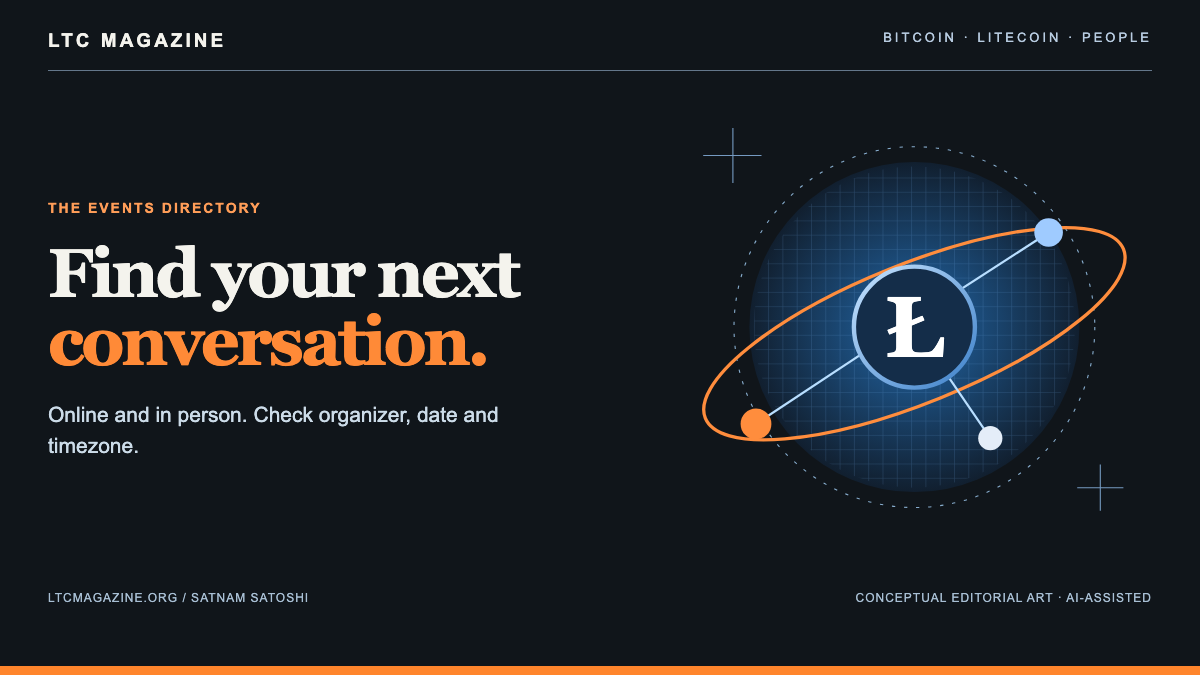 LTC MAGAZINE
BITCOIN · LITECOIN · PEOPLE
THE EVENTS DIRECTORY
Find your next
conversation.
Online and in person. Check organizer, date and
timezone.
Ł
LTCMAGAZINE.ORG / SATNAM SATOSHI
CONCEPTUAL EDITORIAL ART · AI-ASSISTED